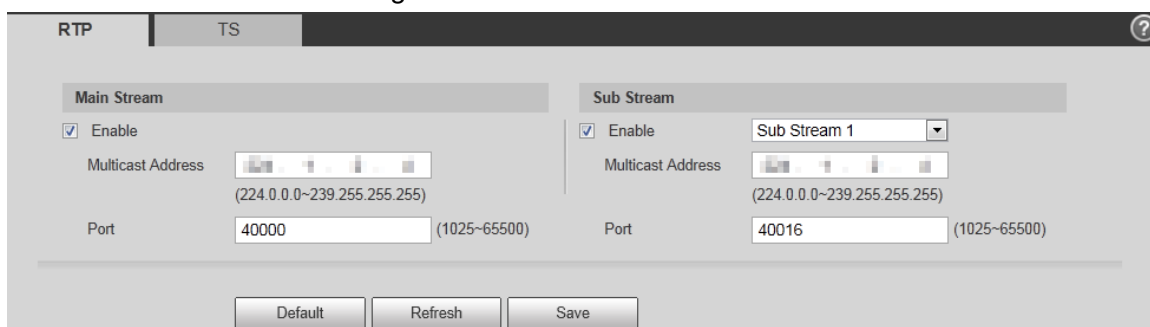 RTP TS ?
Main Stream
Enable
Multicast Address
(224.0.0.0~239.255.255.255)
Port 40000 (1025~65500)
Sub Stream
Enable Sub Stream 1
Multicast Address
(224.0.0.0~239.255.255.255)
Port 40016 (1025~65500)
Default Refresh Save